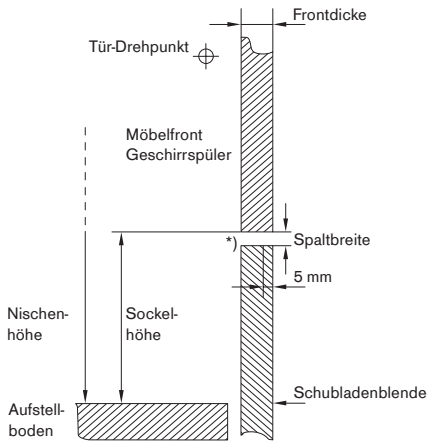 Frontdicke
Tür-Drehpunkt
Möbelfront
Geschirrspüler
*)
Spaltbreite
5 mm
Nischen-
höhe
Sockel-
höhe
Schubladenblende
Aufstell-
boden